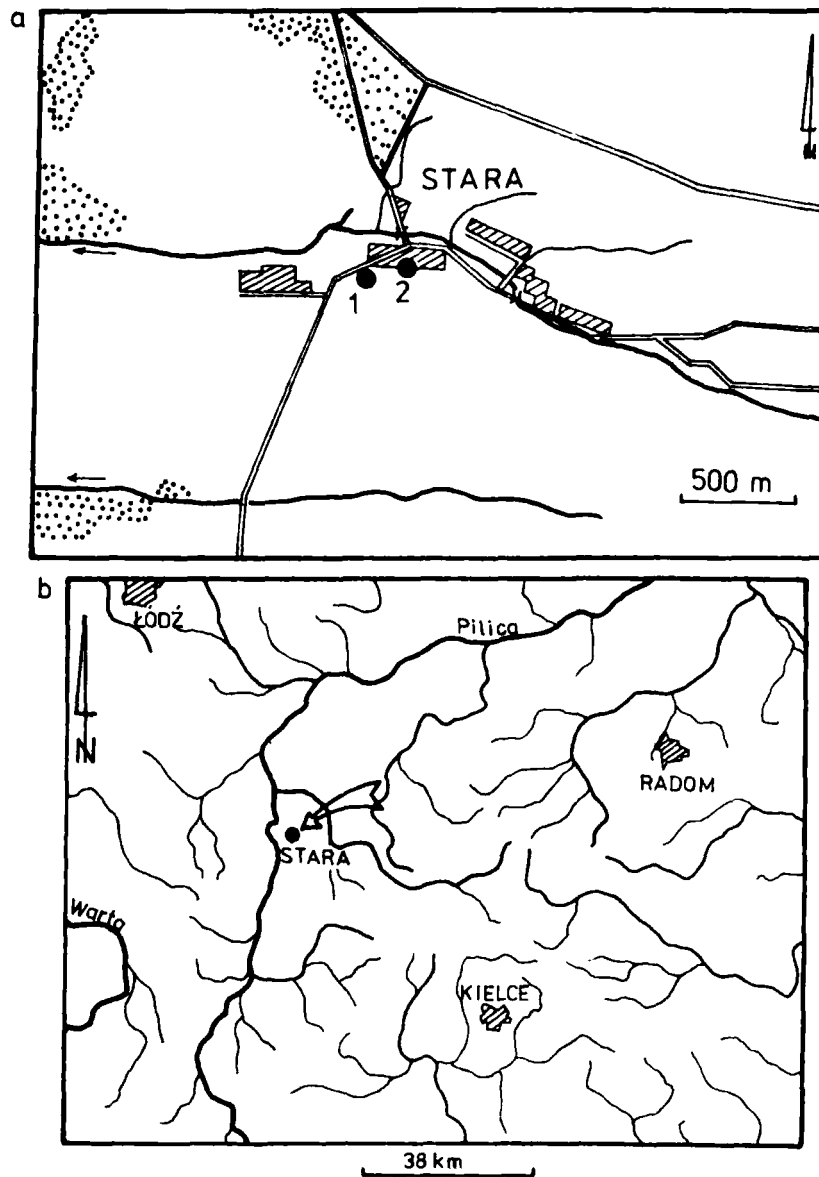 a
N
STARA
1
2
500 m
b
ŁÓDŹ
Pilica
N
RADOM
STARA
Warta
KIELCE
38 km